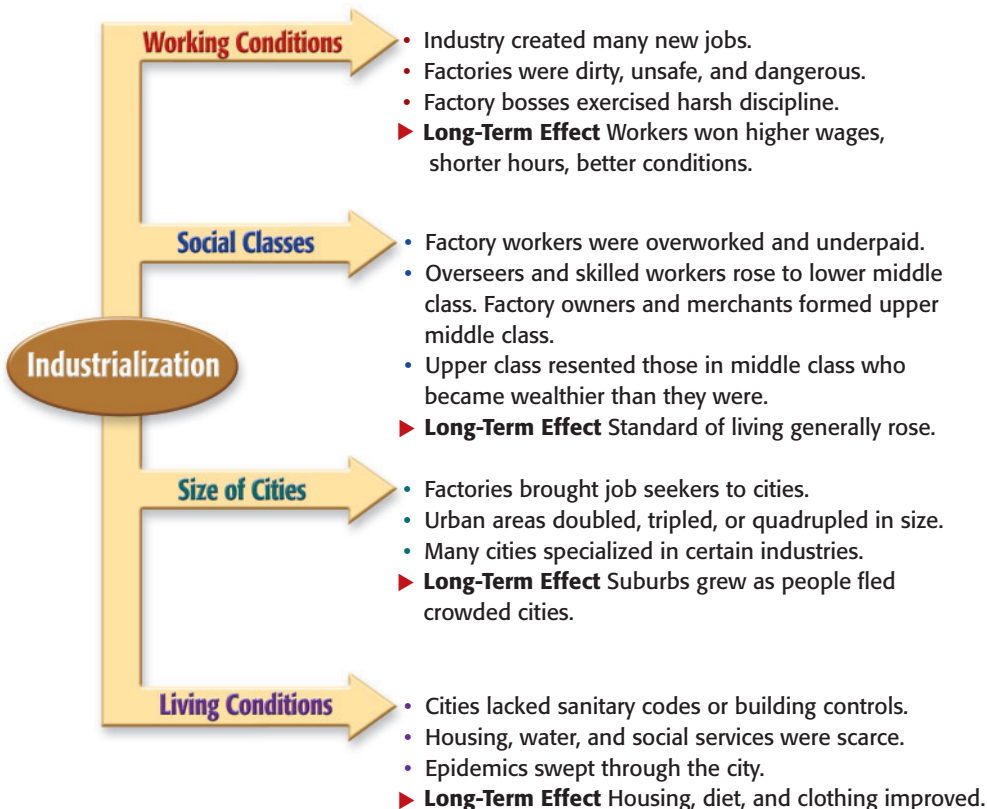 Working Conditions
• Industry created many new jobs.
• Factories were dirty, unsafe, and dangerous.
• Factory bosses exercised harsh discipline.
▶ Long-Term Effect Workers won higher wages,
shorter hours, better conditions.
Social Classes
• Factory workers were overworked and underpaid.
• Overseers and skilled workers rose to lower middle
class. Factory owners and merchants formed upper
middle class.
• Upper class resented those in middle class who
became wealthier than they were.
▶ Long-Term Effect Standard of living generally rose.
Industrialization
Size of Cities
• Factories brought job seekers to cities.
• Urban areas doubled, tripled, or quadrupled in size.
• Many cities specialized in certain industries.
▶ Long-Term Effect Suburbs grew as people fled
crowded cities.
Living Conditions
• Cities lacked sanitary codes or building controls.
• Housing, water, and social services were scarce.
• Epidemics swept through the city.
▶ Long-Term Effect Housing, diet, and clothing improved.